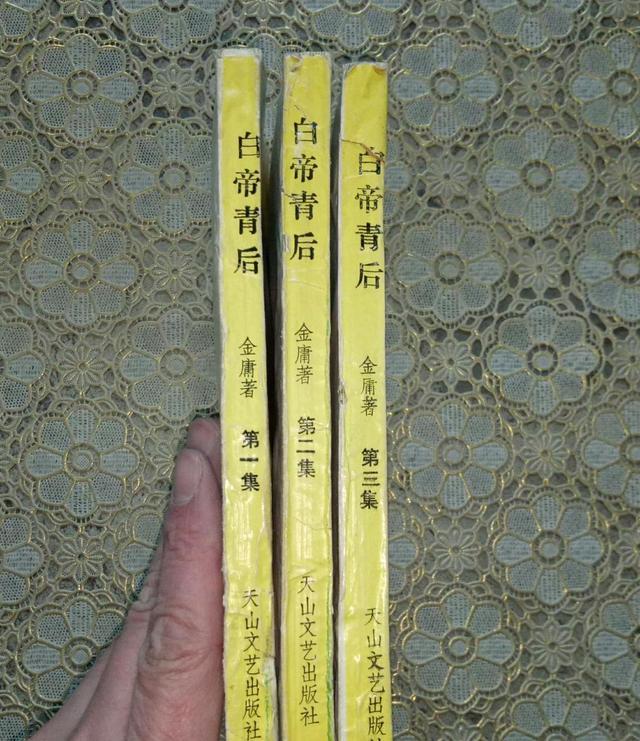 白帝青后
金庸著
第一集
天山文艺出版社
白帝青后
金庸著
第二集
天山文艺出版社
白帝青后
金庸著
第三集
天山文艺出版社